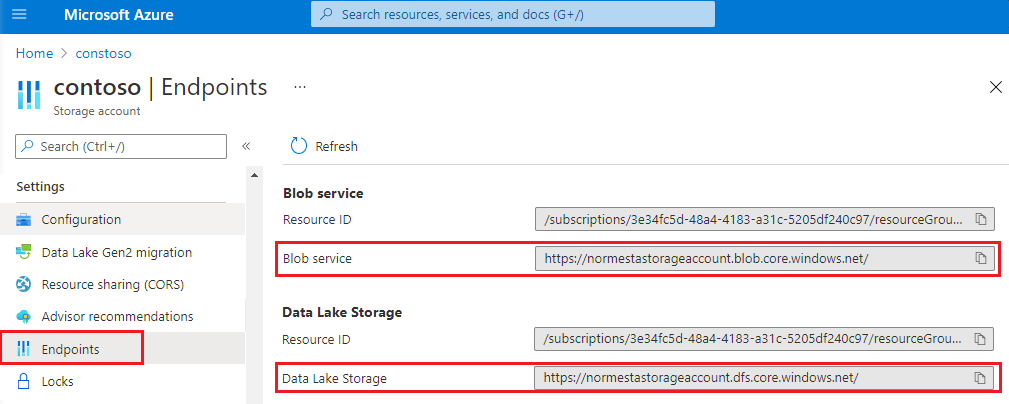 Microsoft Azure
Search resources, services, and docs (G+/)
Home > constoso
contoso | Endpoints ...
Storage account
Search (Ctrl+/)
«
Refresh
Settings
Configuration
Data Lake Gen2 migration
Resource sharing (CORS)
Advisor recommendations
Endpoints
Locks
Blob service
Resource ID /subscriptions/3e34fc5d-48a4-4183-a31c-5205df240c97/resourceGrou...
Blob service https://normestastorageaccount.blob.core.windows.net/
Data Lake Storage
Resource ID /subscriptions/3e34fc5d-48a4-4183-a31c-5205df240c97/resourceGrou...
Data Lake Storage https://normestastorageaccount.dfs.core.windows.net/